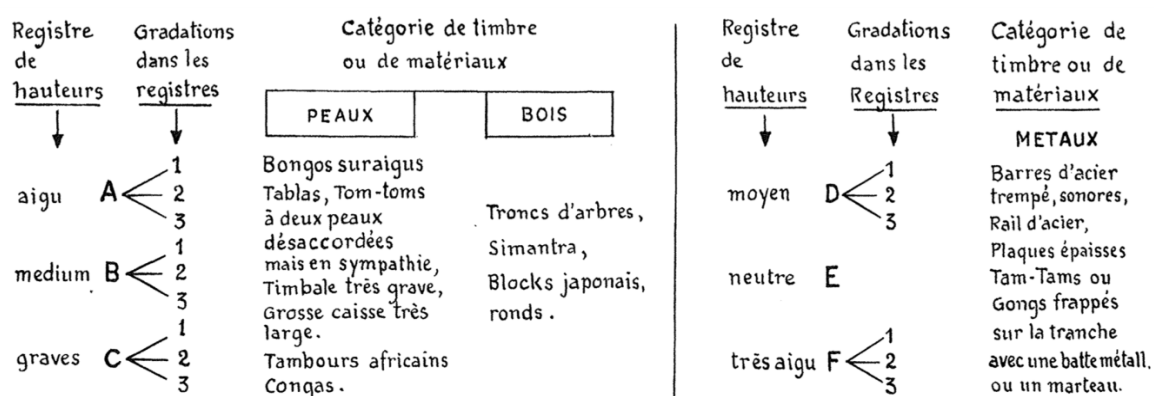 Registre
de
hauteurs
Gradations
dans les
registres
Catégorie de timbre
ou de matériaux
PEAUX
BOIS
aigu A 1
2
3
medium B 1
2
3
graves C 1
2
3
Bongos suraigus
Tablas, Tom-toms
à deux peaux
désaccordées
mais en sympathie,
Timbale très grave,
Grosse caisse très
large.
Tambours africains
Congas.
Troncs d'arbres,
Simantra,
Blocks japonais,
ronds.
Registre
de
hauteurs
Gradations
dans les
Registres
Catégorie de
timbre ou de
matériaux
METAUX
moyen D 1
2
3
neutre E
très aigu F 1
2
3
Barres d'acier
trempé, sonores,
Rail d'acier,
Plaques épaisses
Tam-Tams ou
Gongs frappés
sur la tranche
avec une batte métall.
ou un marteau.